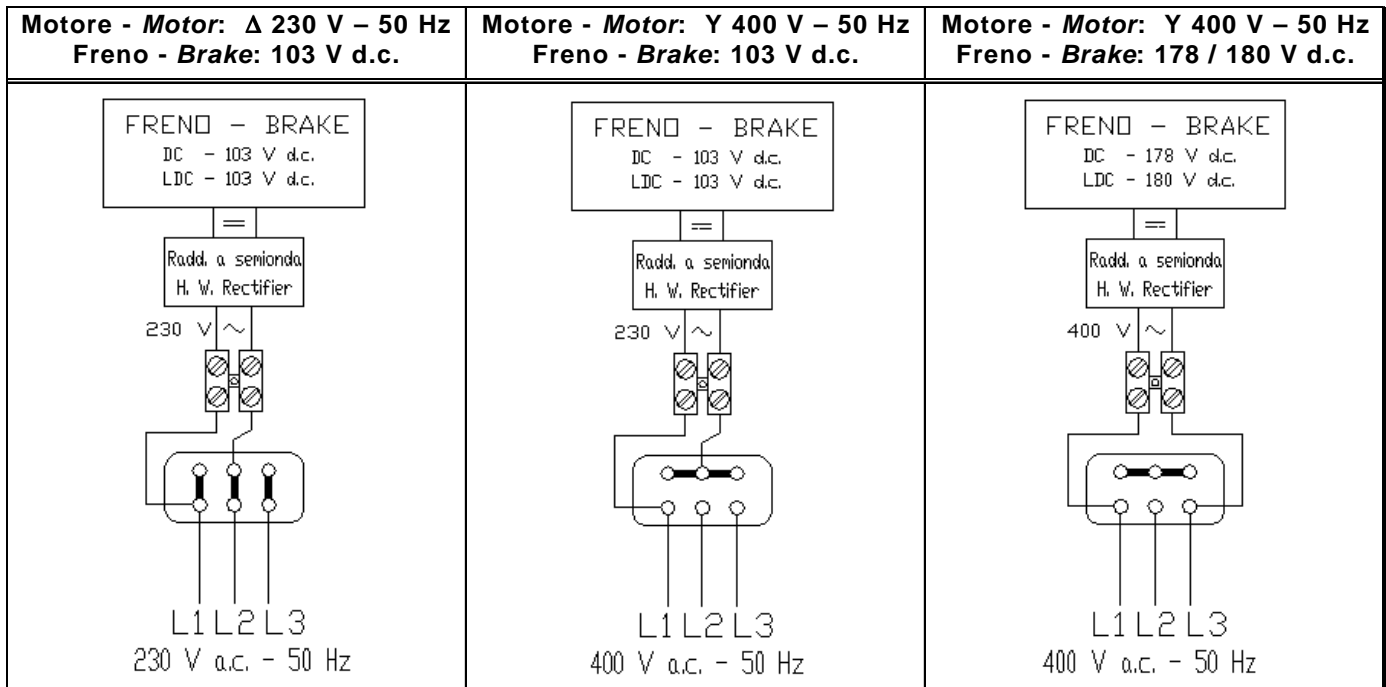 Motore - Motor: Δ 230 V – 50 Hz
Freno - Brake: 103 V d.c.
Motore - Motor: Y 400 V – 50 Hz
Freno - Brake: 103 V d.c.
Motore - Motor: Y 400 V – 50 Hz
Freno - Brake: 178 / 180 V d.c.
FRENO – BRAKE
DC - 103 V d.c.
LDC - 103 V d.c.
=
Radd. a semionda
H. W. Rectifier
230 V ~
L1 L2 L3
230 V a.c. - 50 Hz
FRENO – BRAKE
DC - 103 V d.c.
LDC - 103 V d.c.
==
Radd. a semionda
H. W. Rectifier
230 V ~
L1 L2 L3
400 V a.c. - 50 Hz
FRENO – BRAKE
DC - 178 V d.c.
LDC - 180 V d.c.
==
Radd. a semionda
H. W. Rectifier
400 V ~
L1 L2 L3
400 V a.c. - 50 Hz